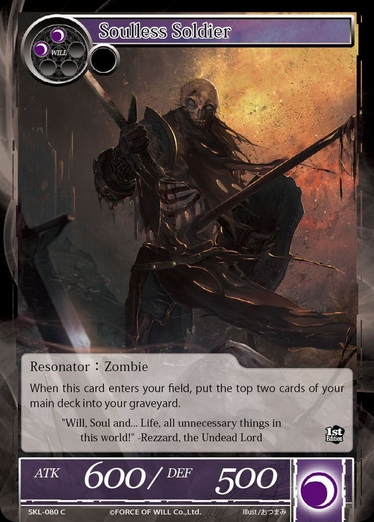 Soulless Soldier
WILL
Resonator : Zombie
When this card enters your field, put the top two cards of your
main deck into your graveyard.
"Will, Soul and... Life, all unnecessary things in
this world!" -Rezzard, the Undead Lord
1st
Edition
ATK 600/ DEF 500
SKL-080 C ©FORCE OF WILL Co.,Ltd. Illust/おつまみ